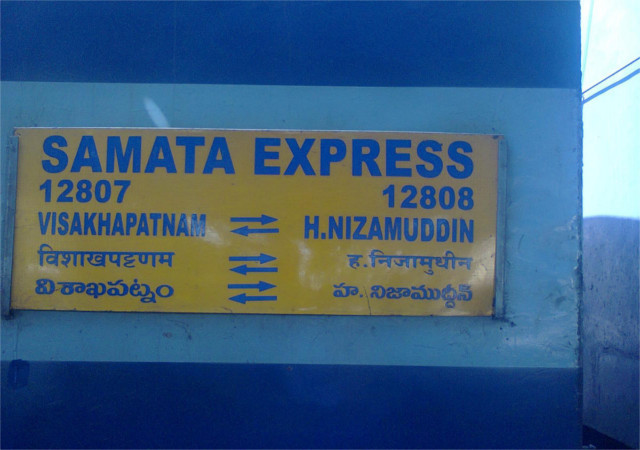 SAMATA EXPRESS
12807 12808
VISAKHAPATNAM H.NIZAMUDDIN
विशाखपट्टणम ह.निजामुधीन
విశాఖపట్నం హ. నిజాముద్దీన్